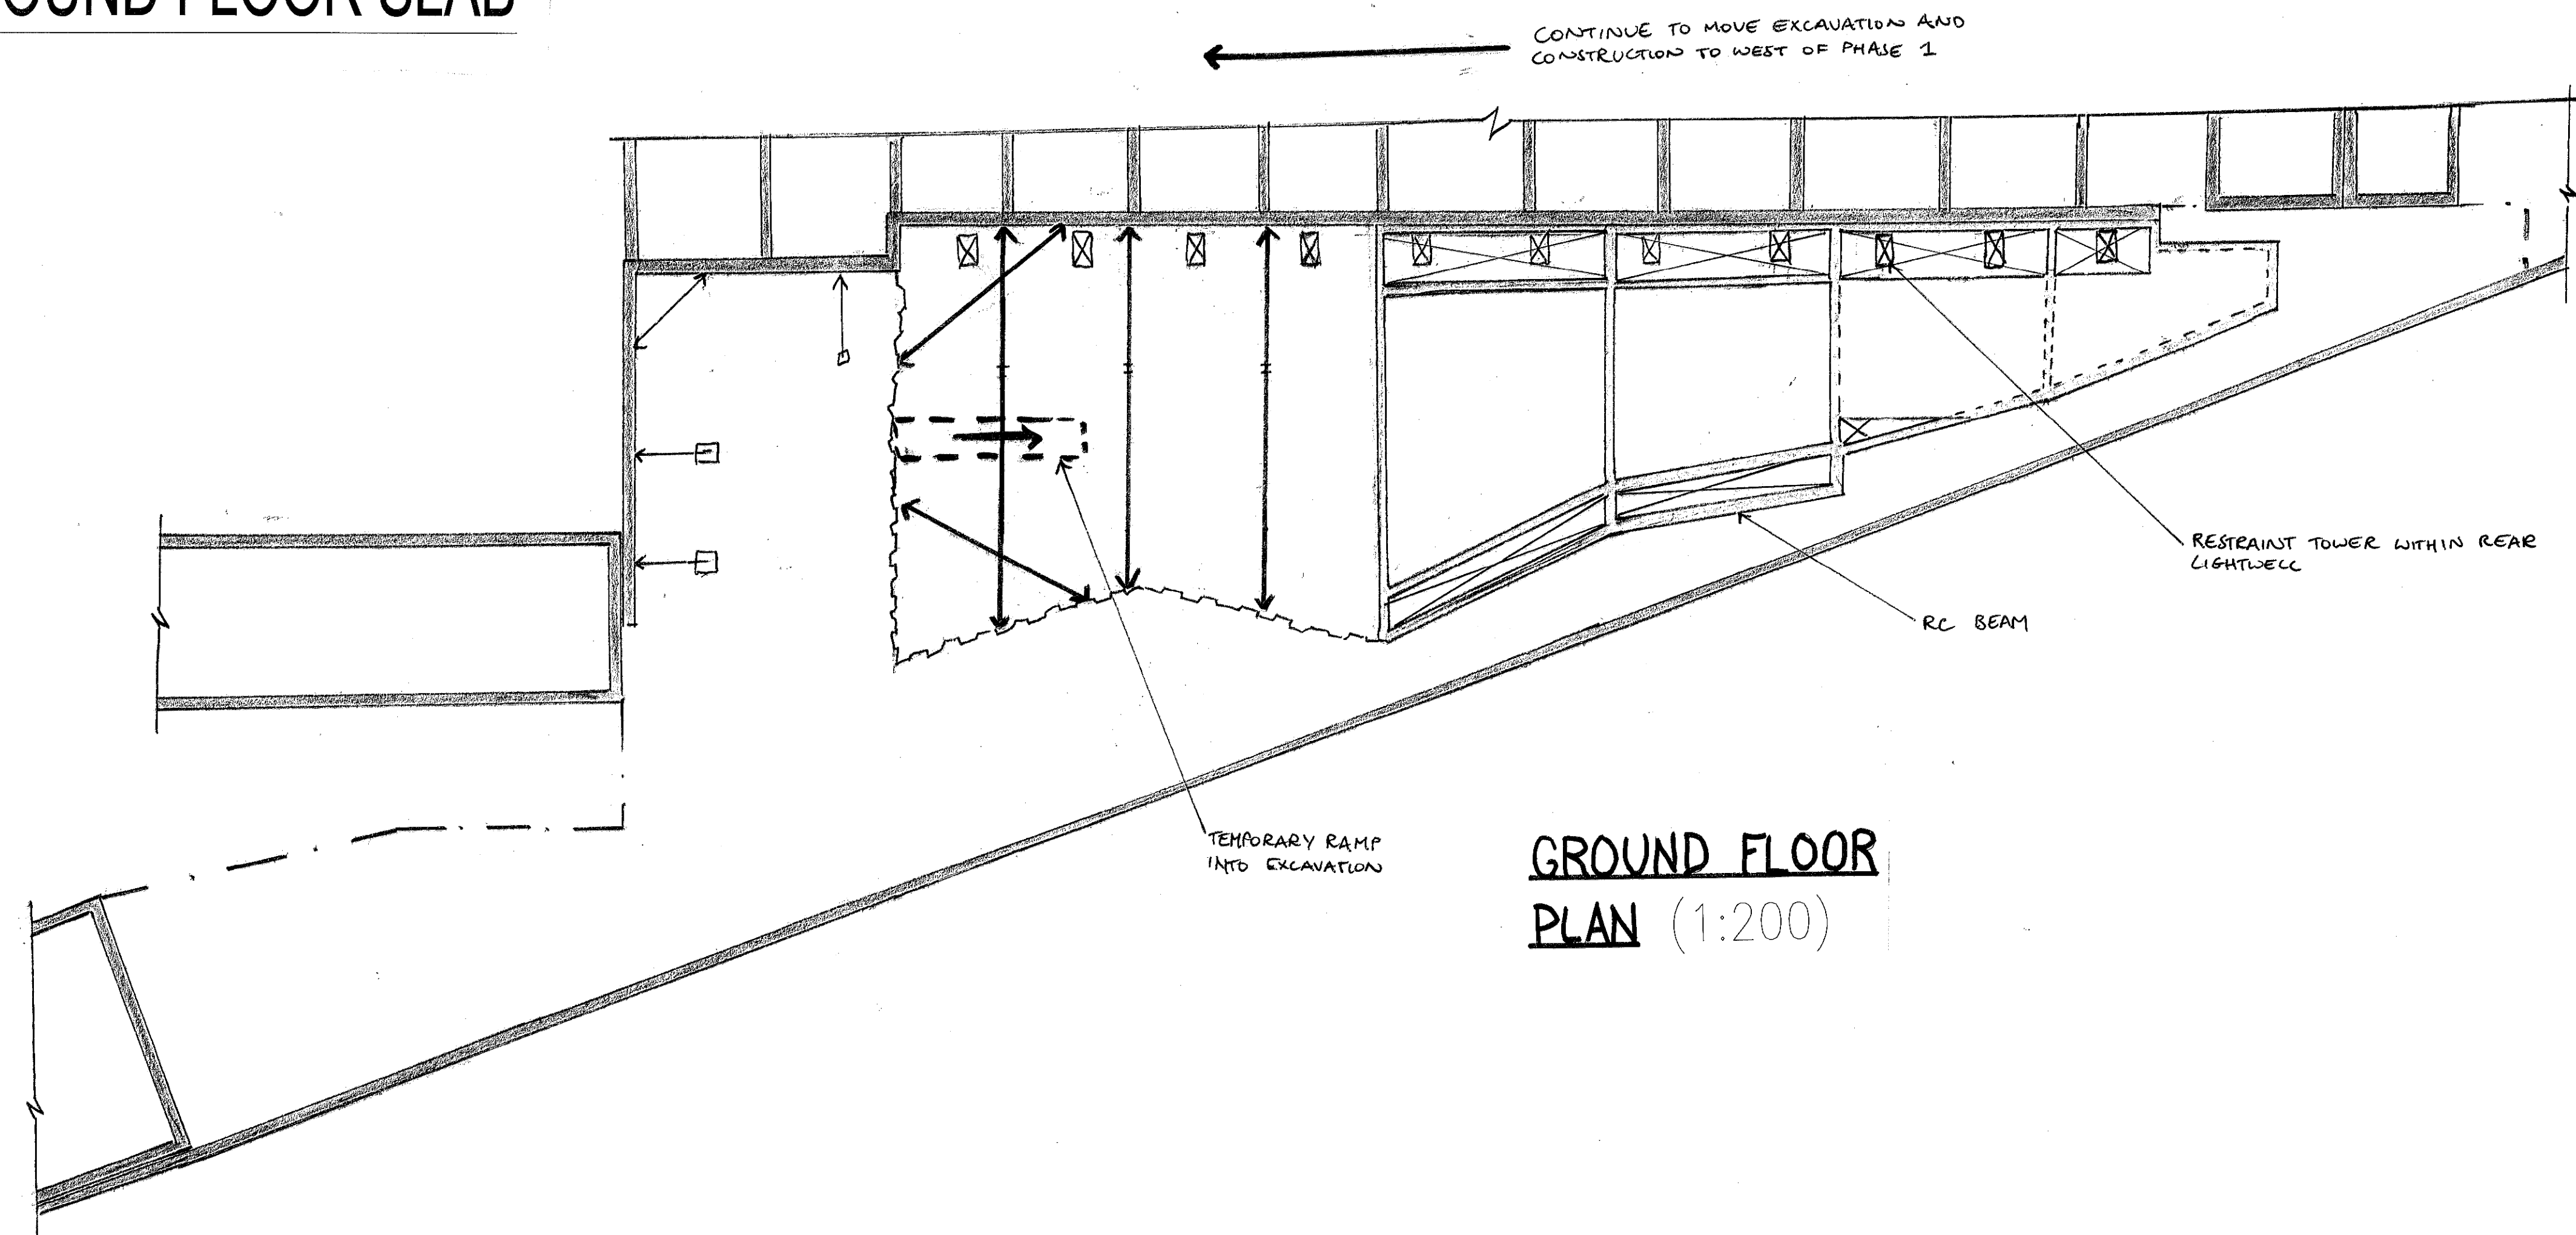 OUND FLOOR SLAB
CONTINUE TO MOVE EXCAVATION AND
CONSTRUCTION TO WEST OF PHASE 1
RESTRAINT TOWER WITHIN REAR
LIGHTWELL
RC BEAM
TEMPORARY RAMP
INTO EXCAVATION
GROUND FLOOR
PLAN (1:200)